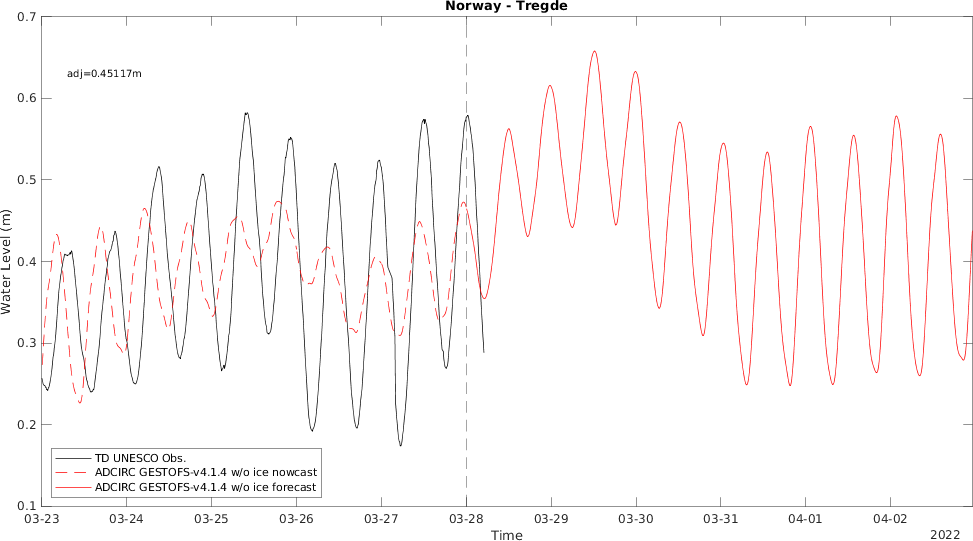 Norway - Tregde
0.7
adj=0.45117m
0.6
0.5
0.4
Water Level (m)
0.3
0.2
TD UNESCO Obs.
ADCIRC GESTOFS-v4.1.4 w/o ice nowcast
ADCIRC GESTOFS-v4.1.4 w/o ice forecast
0.1
03-23 03-24 03-25 03-26 03-27 03-28 03-29 03-30 03-31 04-01 04-02
Time
2022